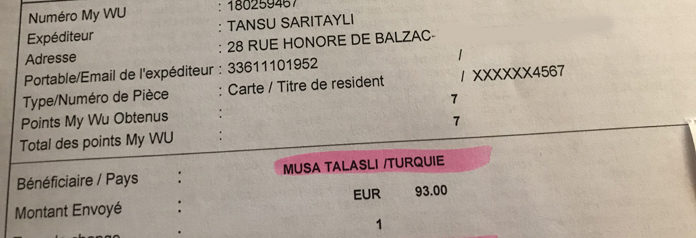 Numéro My WU : 180259467
Expéditeur : TANSU SARITAYLI
Adresse : 28 RUE HONORE DE BALZAC-
Portable/Email de l'expéditeur : 33611101952 /
Type/Numéro de Pièce : Carte / Titre de resident / XXXXXX4567
Points My Wu Obtenus : 7
Total des points My WU : 7
Bénéficiaire / Pays : MUSA TALASLI /TURQUIE
Montant Envoyé : EUR 93.00
: 1